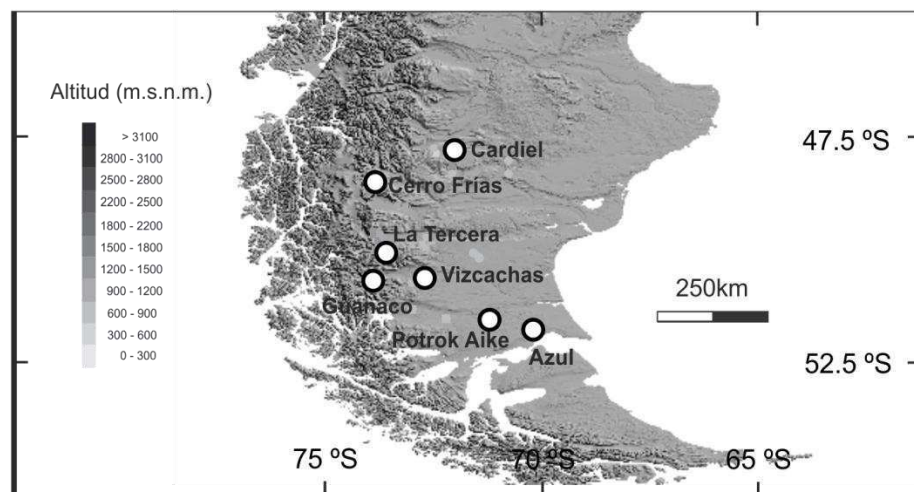 Altitud (m.s.n.m.)
> 3100
2800 - 3100
2500 - 2800
2200 - 2500
1800 - 2200
1500 - 1800
1200 - 1500
900 - 1200
600 - 900
300 - 600
0 - 300
Cardiel
47.5 ºS
Cerro Frías
La Tercera
Vizcachas
Guanaco
250km
Potrok Aike
Azul
52.5 ºS
75 ºS
70 ºS
65 ºS